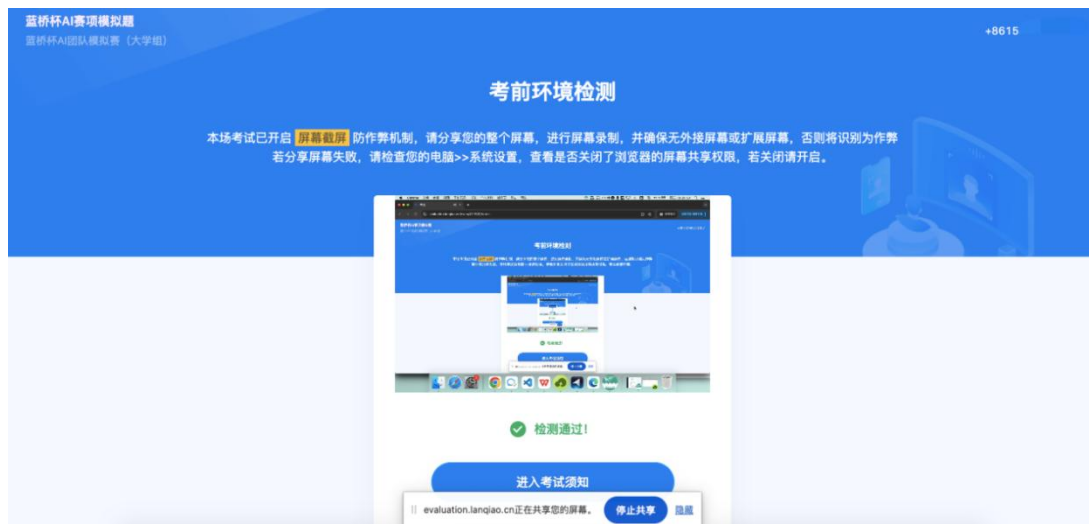 蓝桥杯AI赛项模拟题
蓝桥杯AI团队模拟赛（大学组）
+8615
考前环境检测
本场考试已开启 屏幕截屏 防作弊机制，请分享您的整个屏幕，进行屏幕录制，并确保无外接屏幕或扩展屏幕，否则将识别为作弊
若分享屏幕失败，请检查您的电脑>>系统设置，查看是否关闭了浏览器的屏幕共享权限，若关闭请开启。
考前环境检测
检测通过！
进入考试须知
evaluation.lanqiao.cn正在共享您的屏幕。
停止共享
隐藏